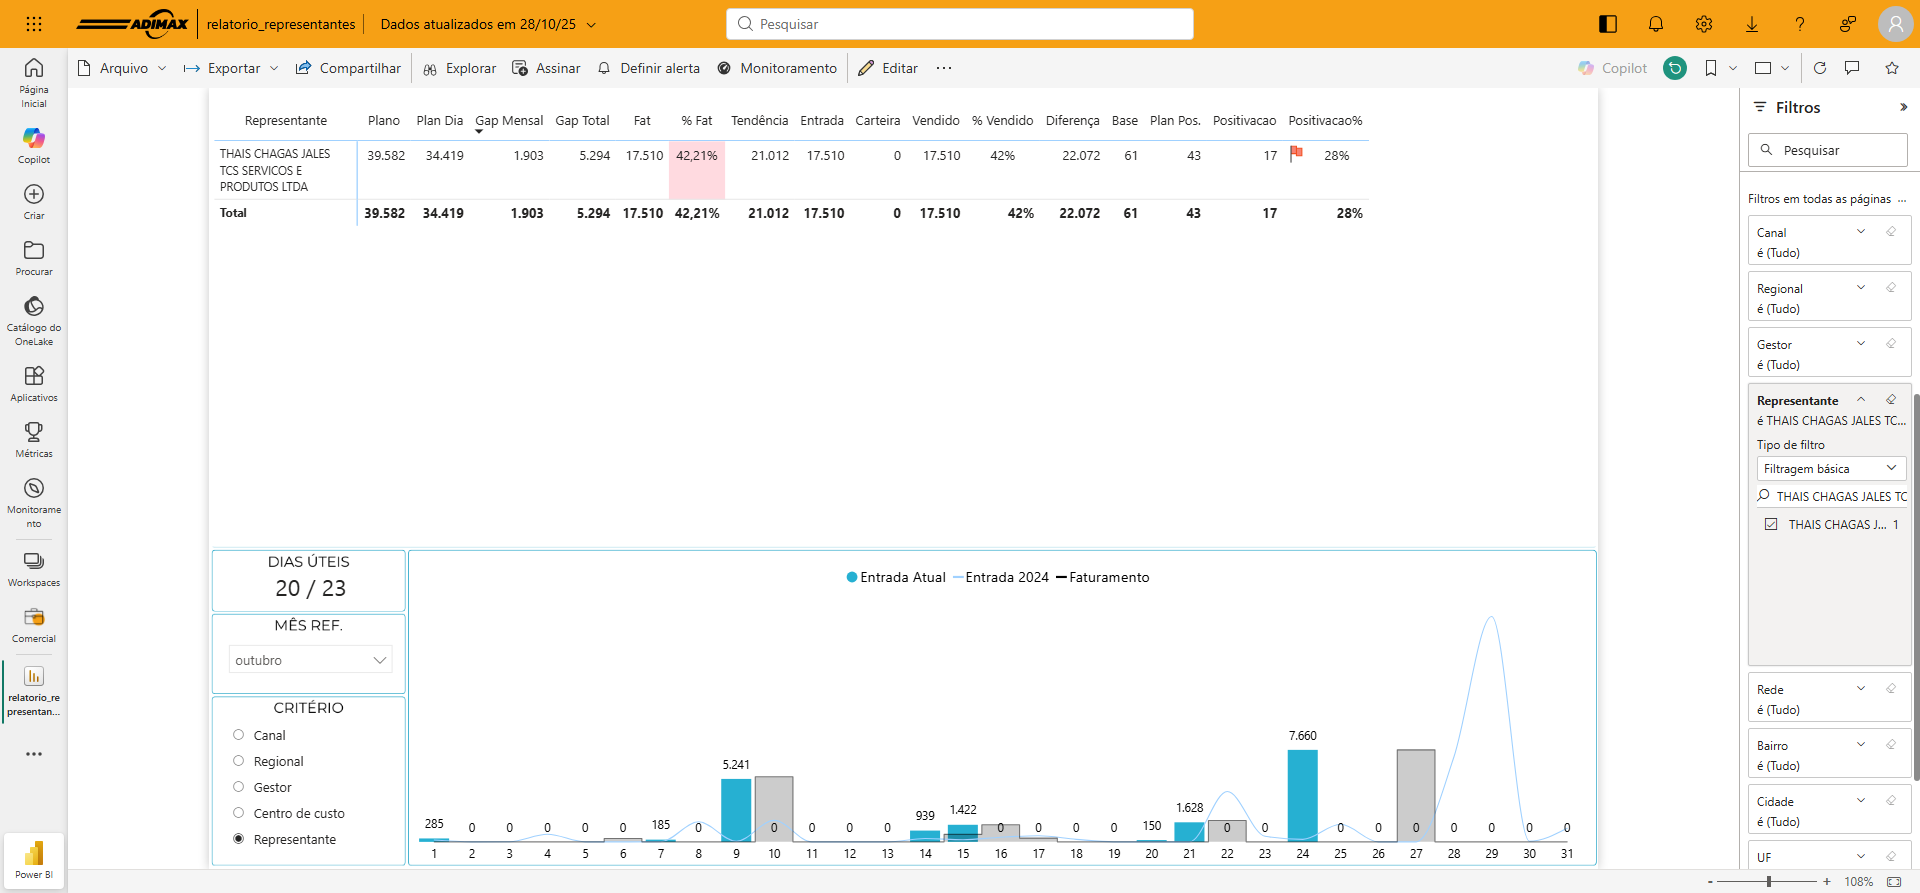 ADIMAX
relatorio_representantes
Dados atualizados em 28/10/25
Pesquisar
A
Arquivo
Exportar
Compartilhar
Explorar
Assinar
Definir alerta
Monitoramento
Editar
Copilot
Página
Inicial
Copilot
Criar
Procurar
Catálogo do
OneLake
Aplicativos
Métricas
Monitorame
nto
Workspaces
Comercial
relatorio_re
presentan...
Power BI
Representante Plano Plan Dia Gap Mensal Gap Total Fat % Fat Tendência Entrada Carteira Vendido % Vendido Diferença Base Plan Pos. Positivacao Positivacao%
THAIS CHAGAS JALES 39.582 34.419 1.903 5.294 17.510 42,21% 21.012 17.510 0 17.510 42% 22.072 61 43 17 28%
TCS SERVICOS E
PRODUTOS LTDA
Total 39.582 34.419 1.903 5.294 17.510 42,21% 21.012 17.510 0 17.510 42% 22.072 61 43 17 28%
DIAS ÚTEIS
20 / 23
MÊS REF.
outubro
CRITÉRIO
Canal
Regional
Gestor
Centro de custo
Representante
Entrada Atual Entrada 2024 Faturamento
285 0 0 0 0 0 185 0 5.241 0 0 0 0 939 1.422 0 0 0 0 150 1.628 0 0 7.660 0 0 0 0 0 0 0
1 2 3 4 5 6 7 8 9 10 11 12 13 14 15 16 17 18 19 20 21 22 23 24 25 26 27 28 29 30 31
Filtros
Pesquisar
Filtros em todas as páginas ...
Canal
é (Tudo)
Regional
é (Tudo)
Gestor
é (Tudo)
Representante
é THAIS CHAGAS JALES TC...
Tipo de filtro
Filtragem básica
THAIS CHAGAS JALES TC
THAIS CHAGAS J... 1
Rede
é (Tudo)
Bairro
é (Tudo)
Cidade
é (Tudo)
UF
- + 108%